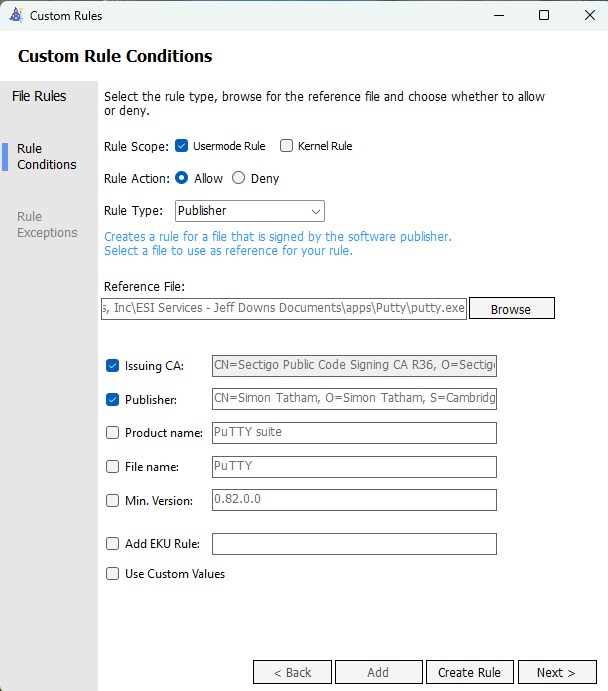 Custom Rules
Custom Rule Conditions
File Rules
Rule
Conditions
Rule
Exceptions
Select the rule type, browse for the reference file and choose whether to allow
or deny.
Rule Scope: Usermode Rule Kernel Rule
Rule Action: Allow Deny
Rule Type: Publisher
Creates a rule for a file that is signed by the software publisher.
Select a file to use as reference for your rule.
Reference File:
s, Inc\ESI Services - Jeff Downs Documents\apps\Putty\putty.exe Browse
Issuing CA: CN=Sectigo Public Code Signing CA R36, O=Sectigo
Publisher: CN=Simon Tatham, O=Simon Tatham, S=Cambridg
Product name: PuTTY suite
File name: PuTTY
Min. Version: 0.82.0.0
Add EKU Rule:
Use Custom Values
< Back Add Create Rule Next >